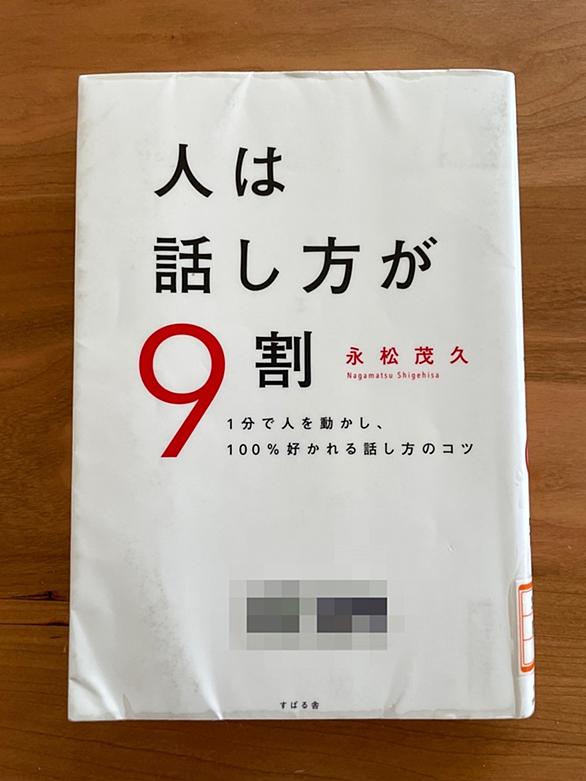 人は
話し方が
9割
永松茂久
Nagamatsu Shigehisa
1分で人を動かし、
100%好かれる話し方のコツ
すばる舎